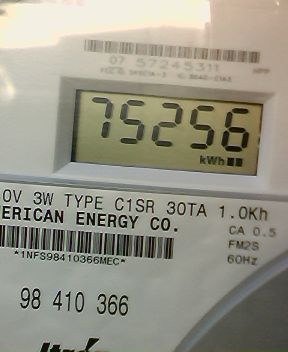 07 57245311
75256
kWh
0V 3W TYPE C1SR 30TA 1.0Kh
ERICAN ENERGY CO.
CA 0.5
FM2S
*1NFS98410366MEC*
60Hz
98 410 366